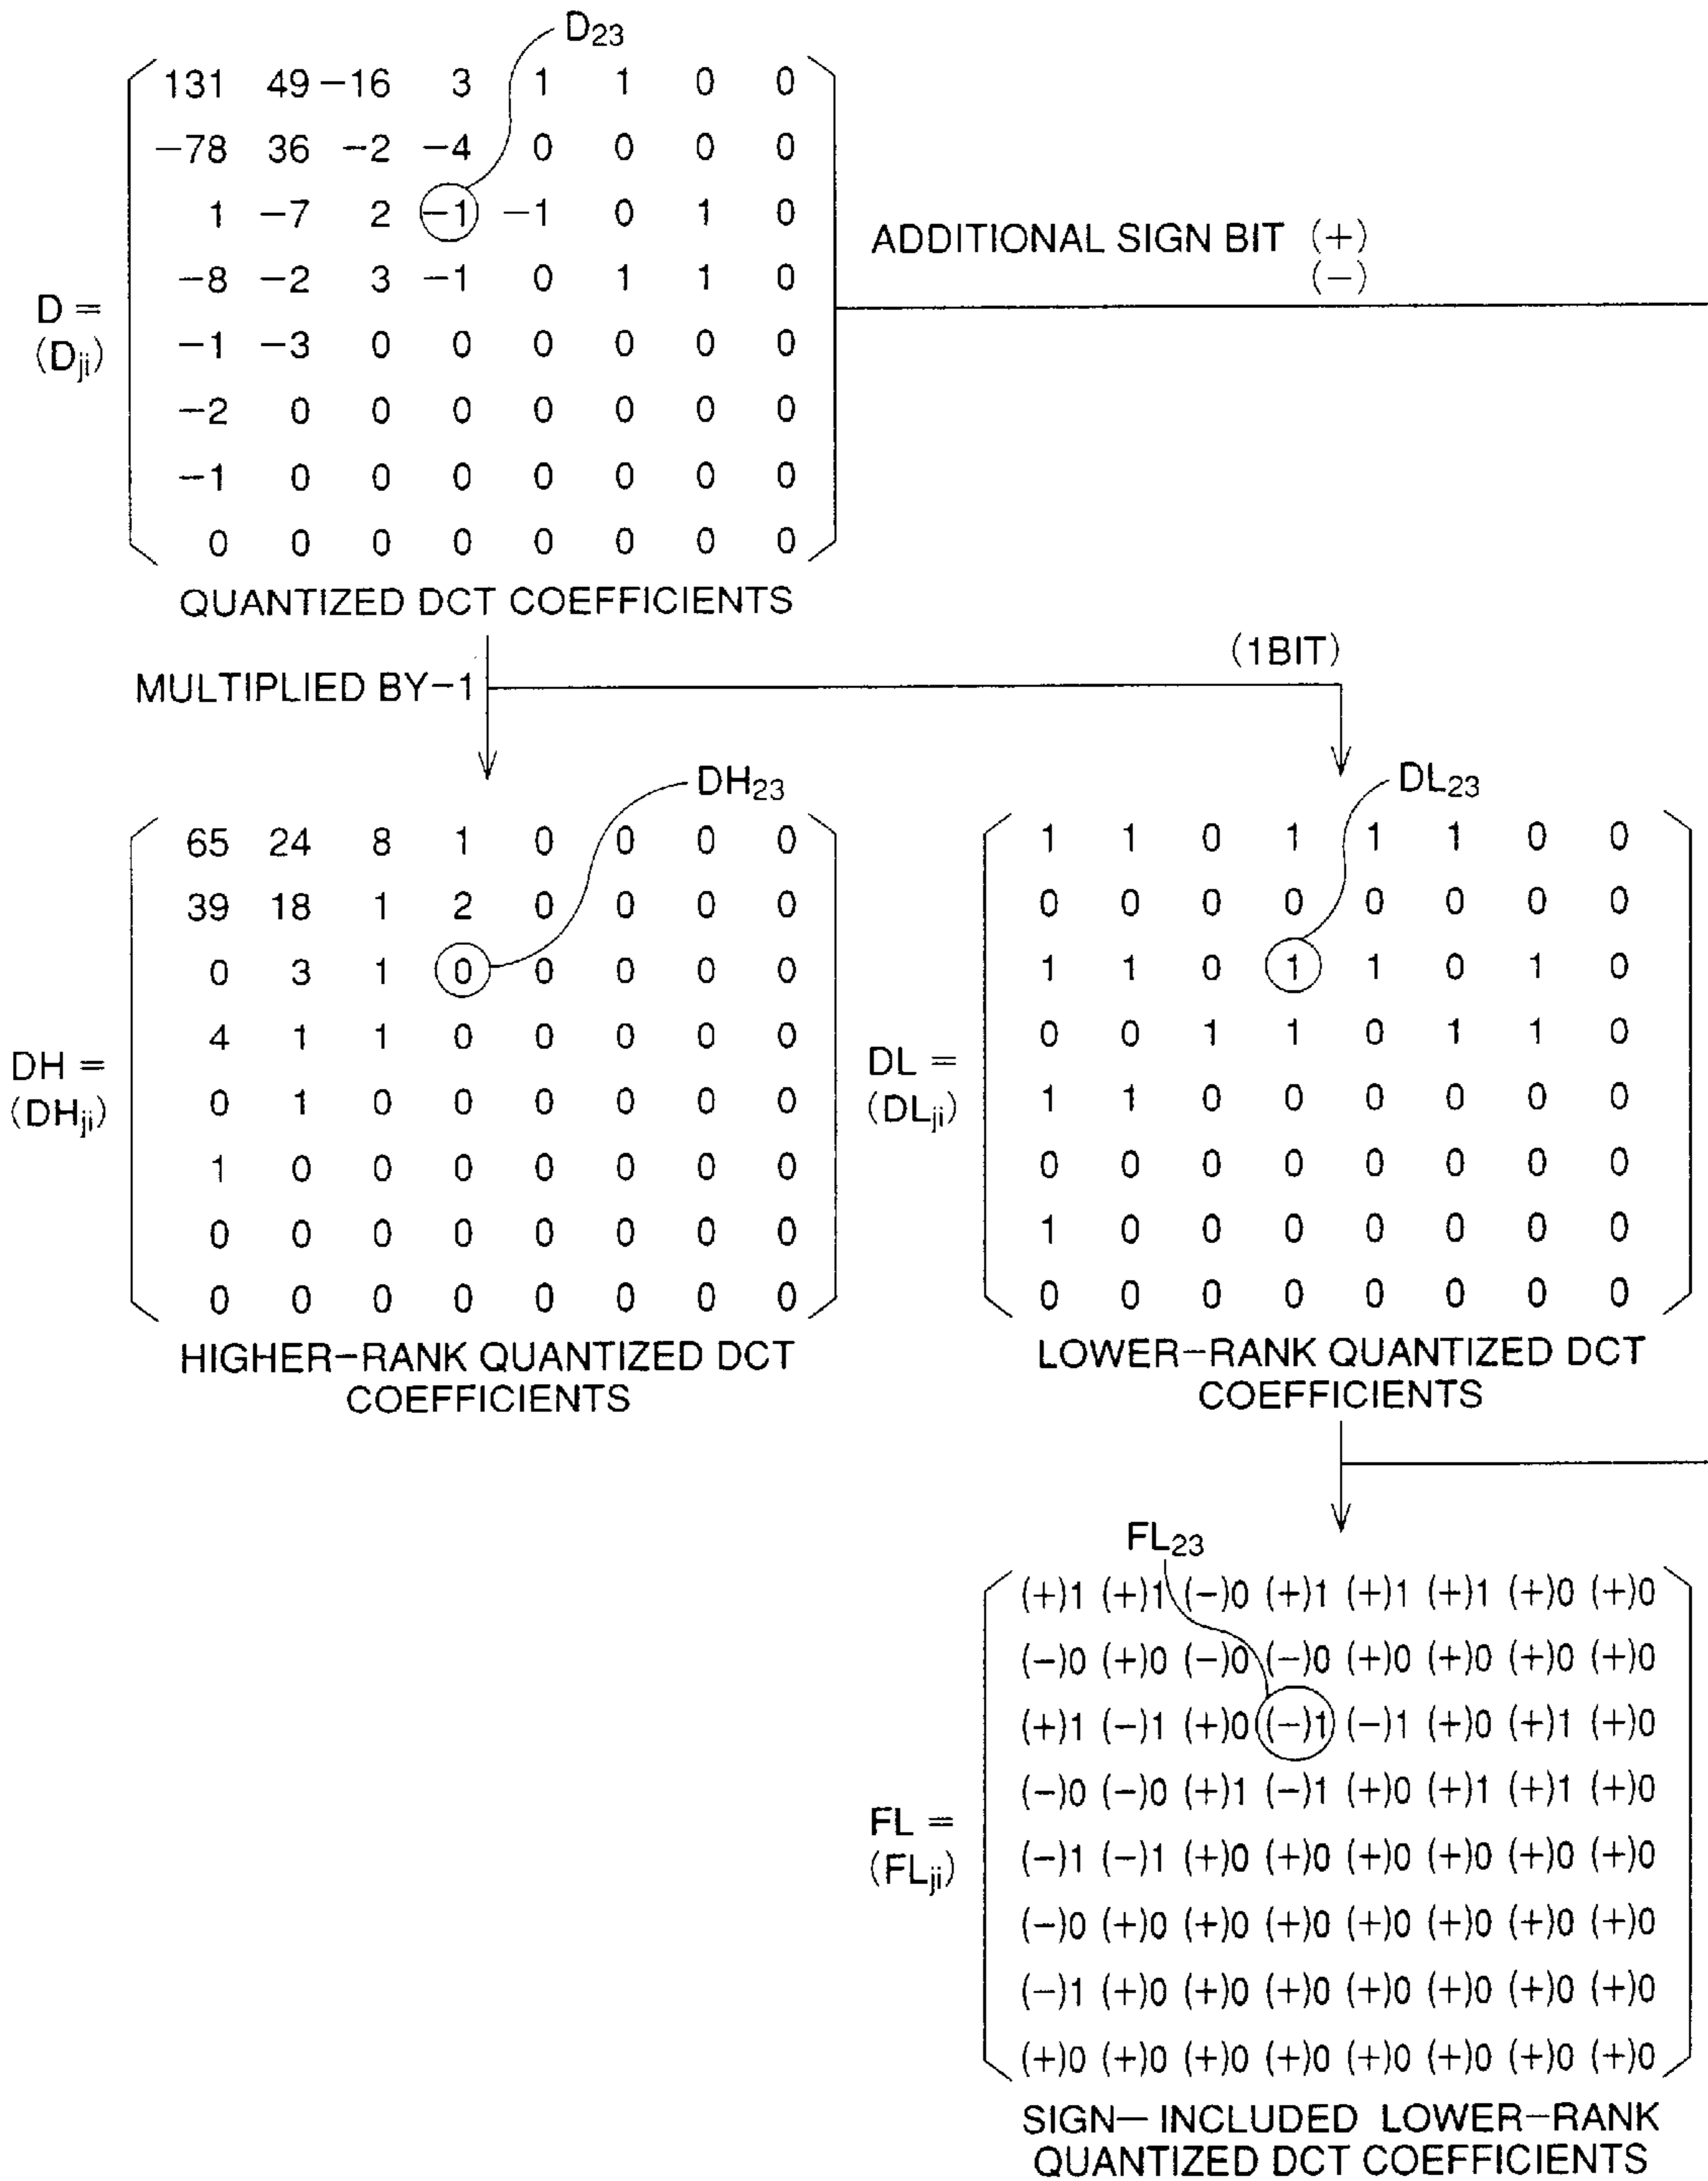 D23
131 49 -16 3 1 1 0 0
-78 36 -2 -4 0 0 0 0
1 -7 2 -1 -1 0 1 0
-8 -2 3 -1 0 1 1 0
-1 -3 0 0 0 0 0 0
-2 0 0 0 0 0 0 0
-1 0 0 0 0 0 0 0
0 0 0 0 0 0 0 0
D =
(Dji)
QUANTIZED DCT COEFFICIENTS
ADDITIONAL SIGN BIT (+)
(-)
MULTIPLIED BY-1
(1BIT)
DH23
65 24 8 1 0 0 0 0
39 18 1 2 0 0 0 0
0 3 1 0 0 0 0 0
4 1 1 0 0 0 0 0
0 1 0 0 0 0 0 0
1 0 0 0 0 0 0 0
0 0 0 0 0 0 0 0
0 0 0 0 0 0 0 0
DH =
(DHji)
HIGHER-RANK QUANTIZED DCT
COEFFICIENTS
DL23
1 1 0 1 1 1 0 0
0 0 0 0 0 0 0 0
1 1 0 1 1 0 1 0
0 0 1 1 0 1 1 0
1 1 0 0 0 0 0 0
0 0 0 0 0 0 0 0
1 0 0 0 0 0 0 0
0 0 0 0 0 0 0 0
DL =
(DLji)
LOWER-RANK QUANTIZED DCT
COEFFICIENTS
FL23
(+)1 (+)1 (-)0 (+)1 (+)1 (+)1 (+)0 (+)0
(-)0 (+)0 (-)0 (-)0 (+)0 (+)0 (+)0 (+)0
(+)1 (-)1 (+)0 (-)1 (-)1 (+)0 (+)1 (+)0
(-)0 (-)0 (+)1 (-)1 (+)0 (+)1 (+)1 (+)0
(-)1 (-)1 (+)0 (+)0 (+)0 (+)0 (+)0 (+)0
(-)0 (+)0 (+)0 (+)0 (+)0 (+)0 (+)0 (+)0
(-)1 (+)0 (+)0 (+)0 (+)0 (+)0 (+)0 (+)0
(+)0 (+)0 (+)0 (+)0 (+)0 (+)0 (+)0 (+)0
FL =
(FLji)
SIGN- INCLUDED LOWER-RANK
QUANTIZED DCT COEFFICIENTS